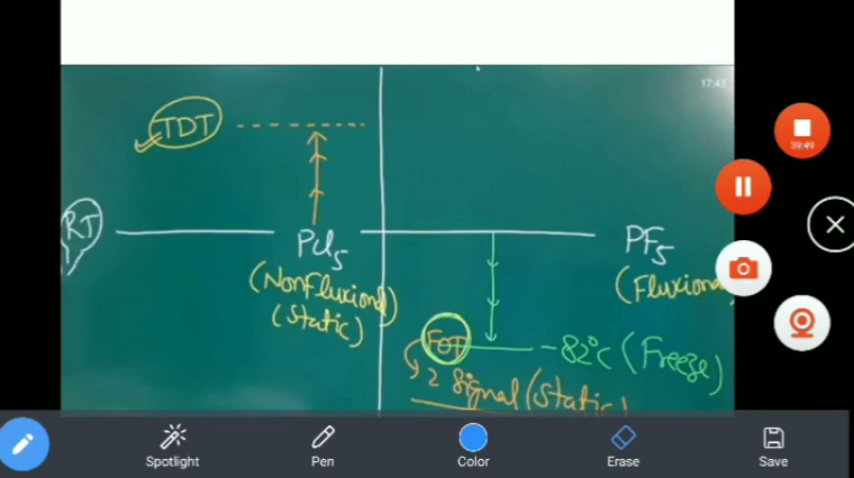 17:43
TDT
RT
PCl5
PF5
(NonFluxional)
(Static)
(Fluxiona
FOT
-82°C (Freeze)
2 Signal (Static)
39:49
Spotlight
Pen
Color
Erase
Save